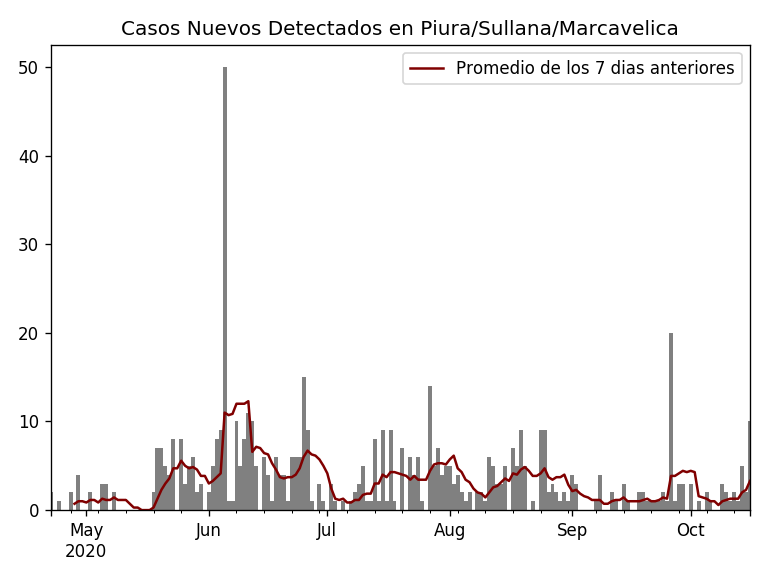 Casos Nuevos Detectados en Piura/Sullana/Marcavelica
Promedio de los 7 dias anteriores
50
40
30
20
10
0
May Jun Jul Aug Sep Oct
2020